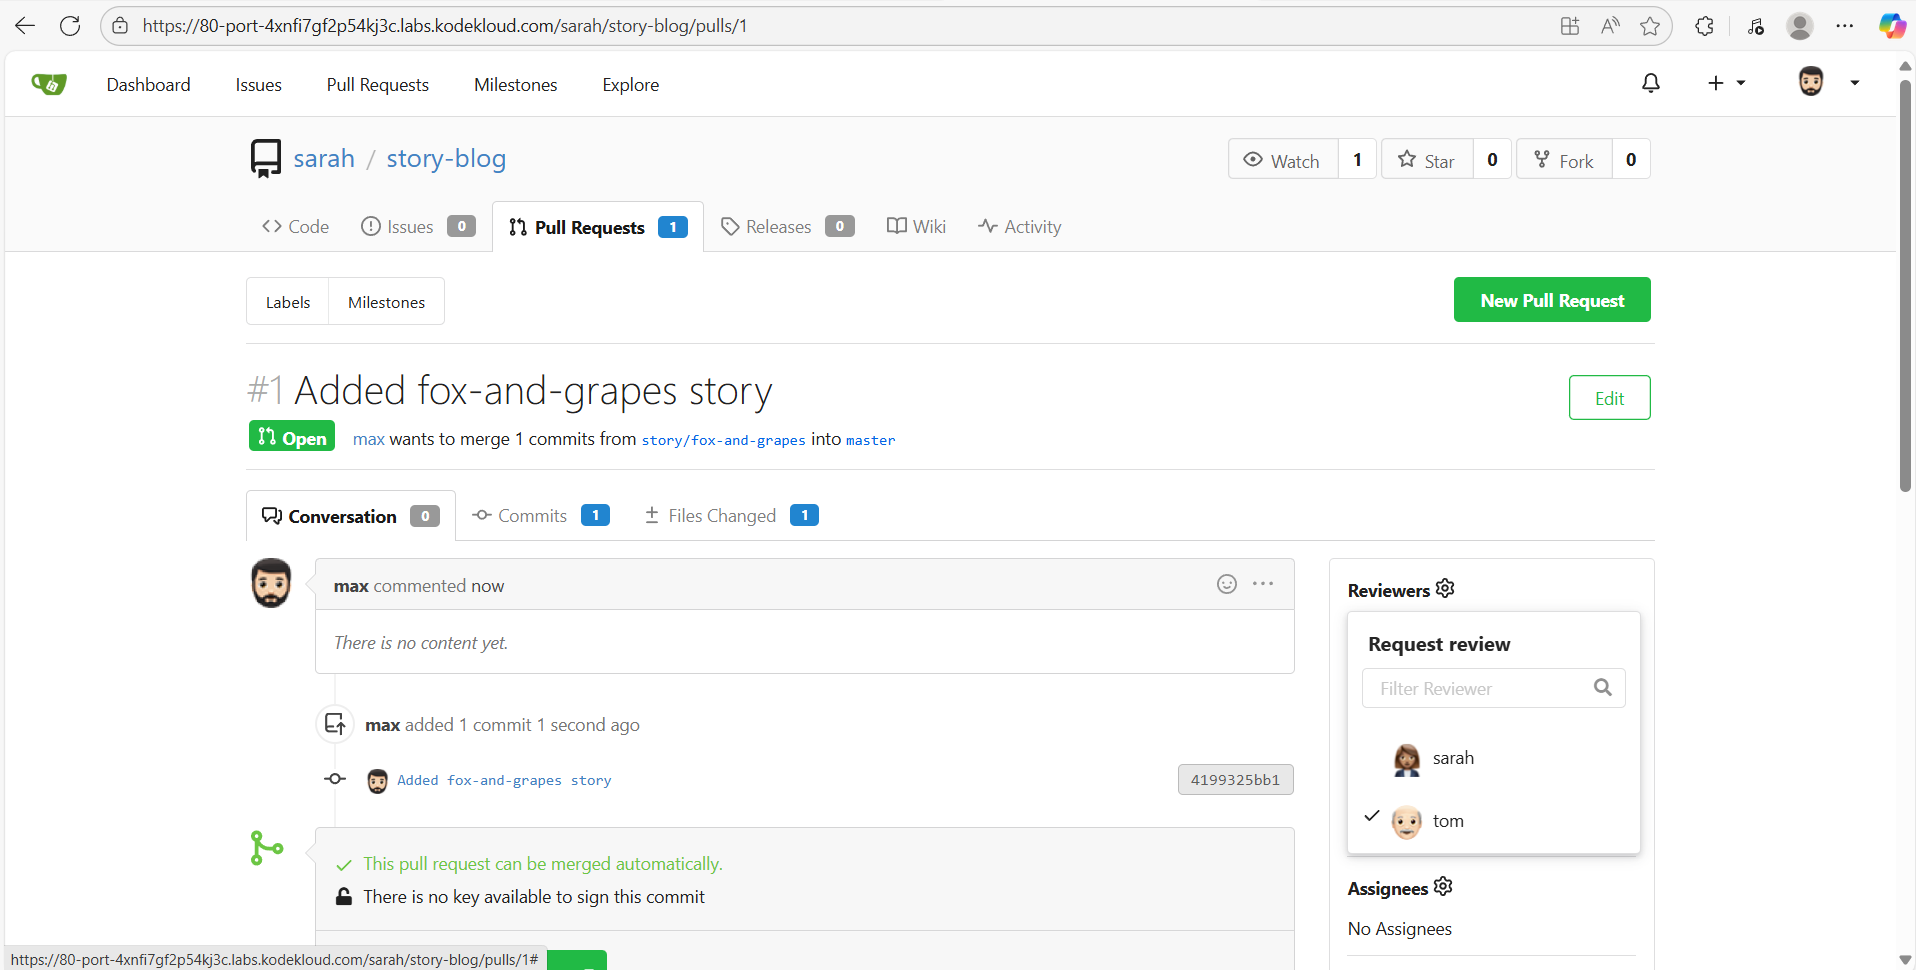 https://80-port-4xnfi7gf2p54kj3c.labs.kodekloud.com/sarah/story-blog/pulls/1
Dashboard Issues Pull Requests Milestones Explore
sarah / story-blog
Watch 1 Star 0 Fork 0
Code Issues 0 Pull Requests 1 Releases 0 Wiki Activity
Labels Milestones New Pull Request
#1 Added fox-and-grapes story
Edit
Open max wants to merge 1 commits from story/fox-and-grapes into master
Conversation 0 Commits 1 Files Changed 1
max commented now
There is no content yet.
max added 1 commit 1 second ago
Added fox-and-grapes story 4199325bb1
This pull request can be merged automatically.
There is no key available to sign this commit
Reviewers
Request review
Filter Reviewer
sarah
tom
Assignees
No Assignees
https://80-port-4xnfi7gf2p54kj3c.labs.kodekloud.com/sarah/story-blog/pulls/1#